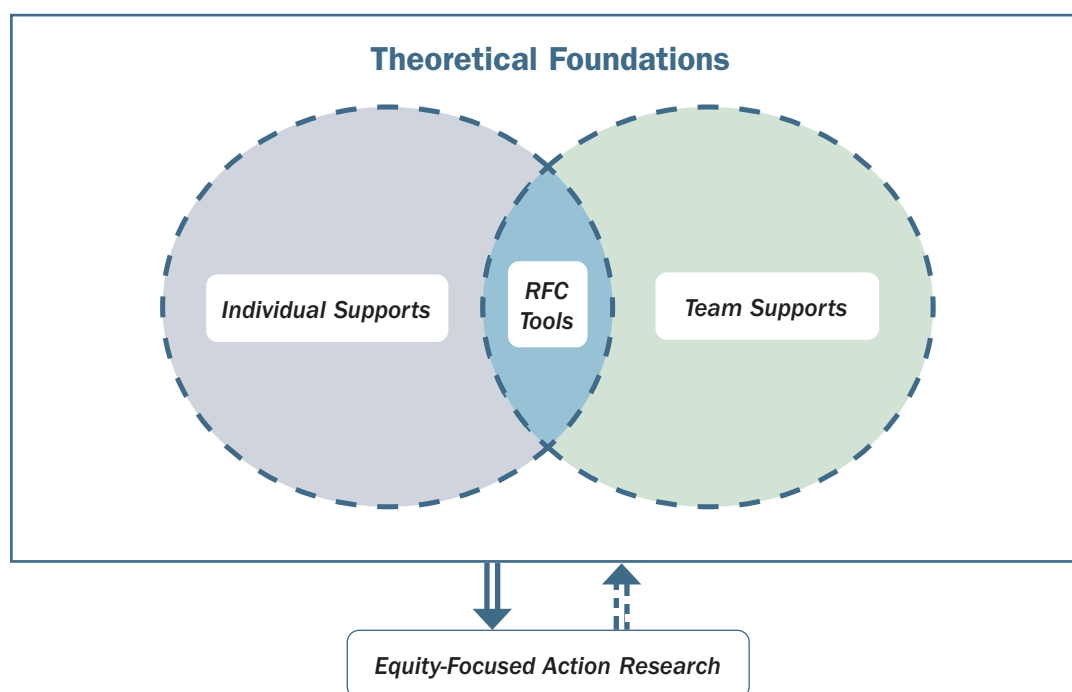 Theoretical Foundations
Individual Supports
RFC
Tools
Team Supports
Equity-Focused Action Research